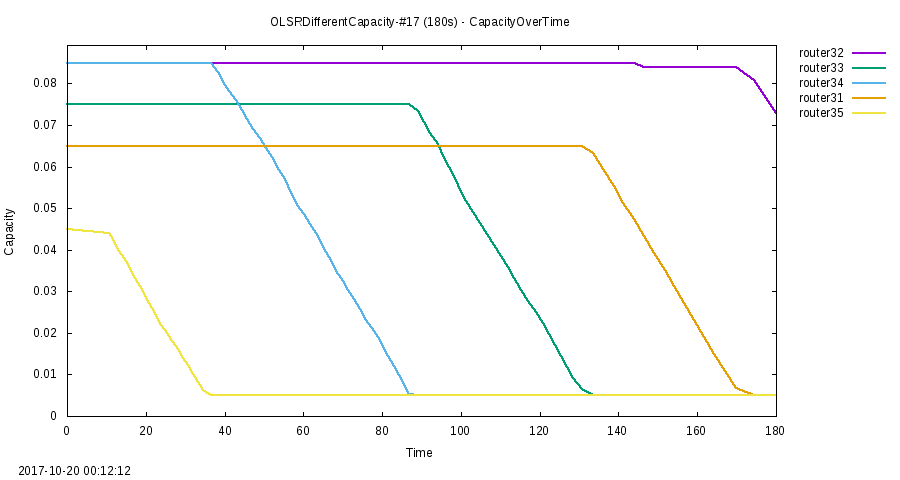 OLSRDifferentCapacity-#17 (180s) - CapacityOverTime
router32
router33
router34
router31
router35
Capacity
0.08
0.07
0.06
0.05
0.04
0.03
0.02
0.01
0
0 20 40 60 80 100 120 140 160 180
Time
2017-10-20 00:12:12